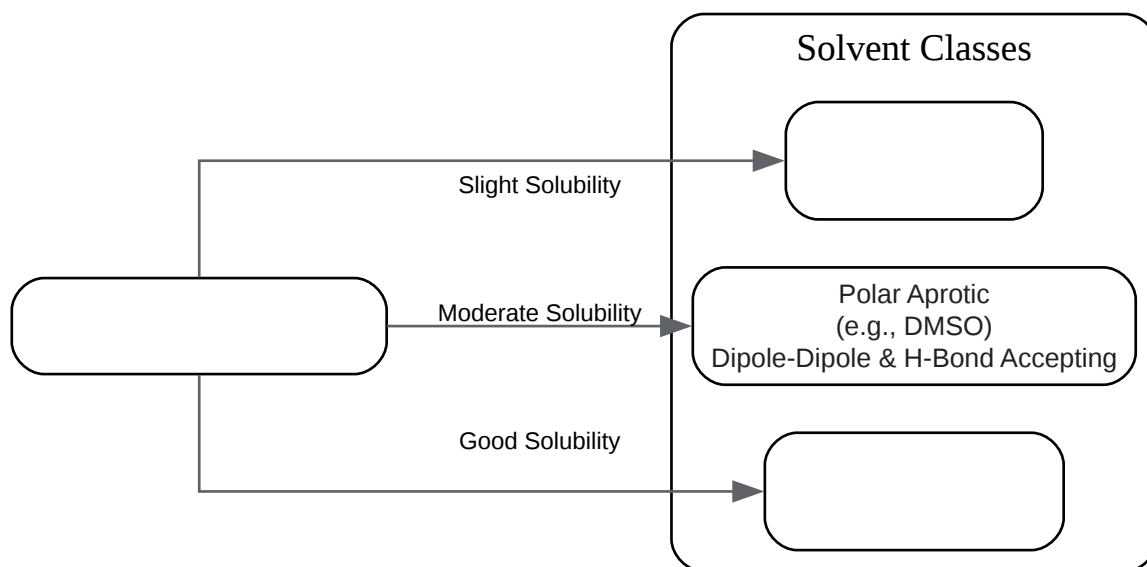 Solvent Classes
Slight Solubility
Moderate Solubility
Polar Aprotic
(e.g., DMSO)
Dipole-Dipole & H-Bond Accepting
Good Solubility